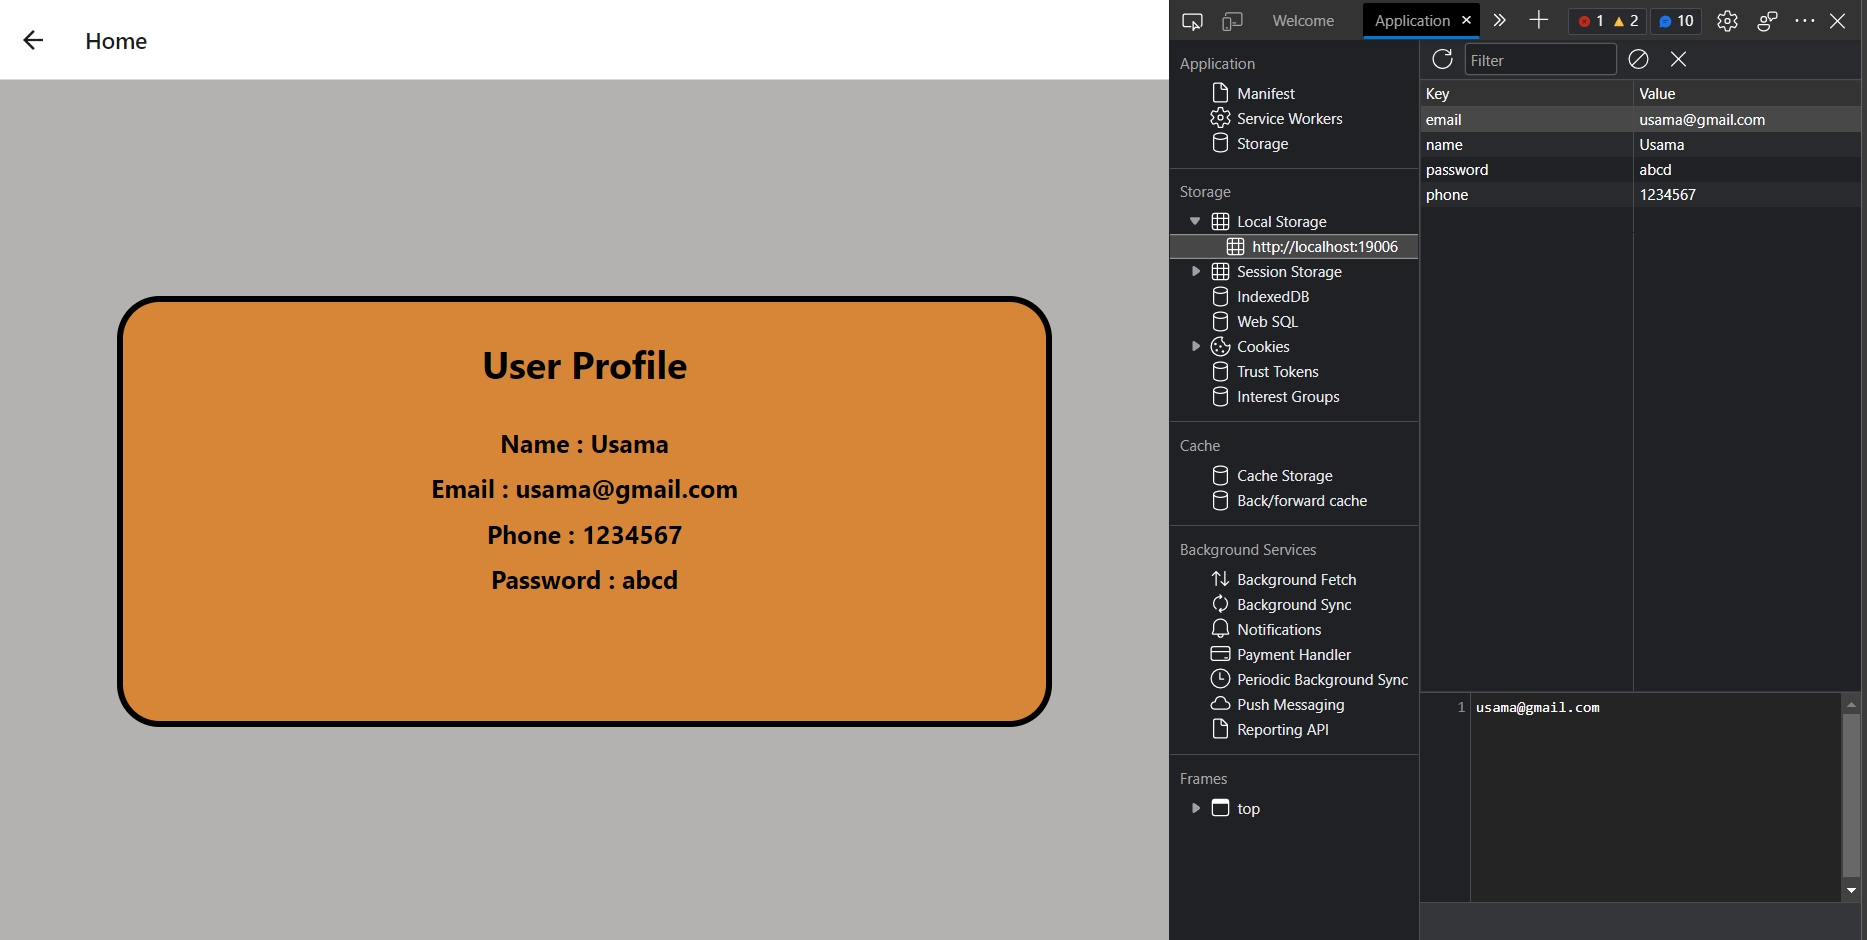 Home
User Profile
Name : Usama
Email : usama@gmail.com
Phone : 1234567
Password : abcd
Welcome
Application
1 2
10
Application
Manifest
Service Workers
Storage
Storage
Local Storage
http://localhost:19006
Session Storage
IndexedDB
Web SQL
Cookies
Trust Tokens
Interest Groups
Cache
Cache Storage
Back/forward cache
Background Services
Background Fetch
Background Sync
Notifications
Payment Handler
Periodic Background Sync
Push Messaging
Reporting API
Frames
top
Filter
Key Value
email usama@gmail.com
name Usama
password abcd
phone 1234567
1 usama@gmail.com